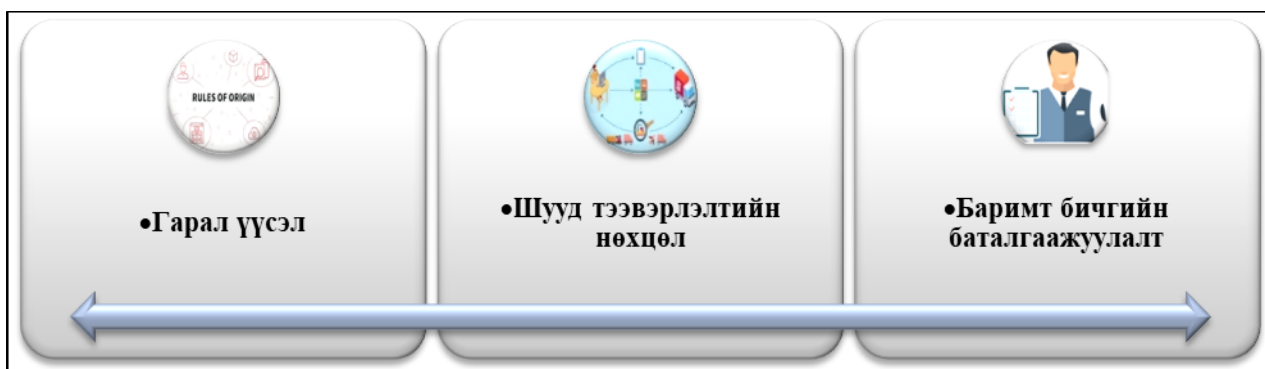 RULES OF ORIGIN
•Гарал үүсэл
•Шууд тээвэрлэлтийн
нөхцөл
•Баримт бичгийн
баталгаажуулалт